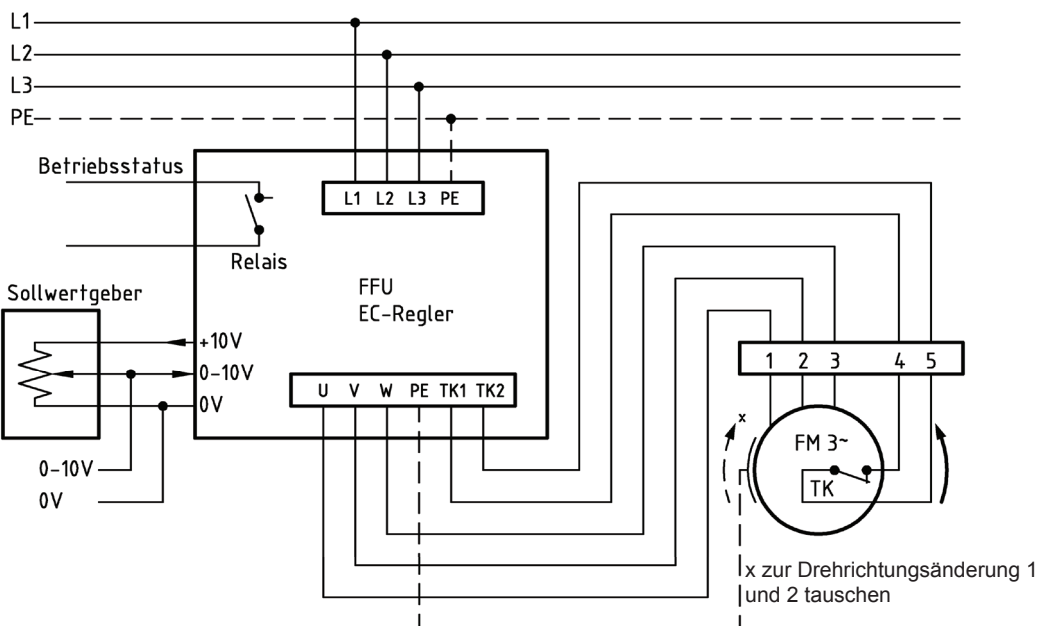 L1
L2
L3
PE
Betriebsstatus
L1 L2 L3 PE
Relais
FFU
EC-Regler
Sollwertgeber
+10V
0-10V
0V
U V W PE TK1 TK2
0-10V
0V
1 2 3 4 5
x
FM 3~
TK
x zur Drehrichtungsänderung 1
und 2 tauschen